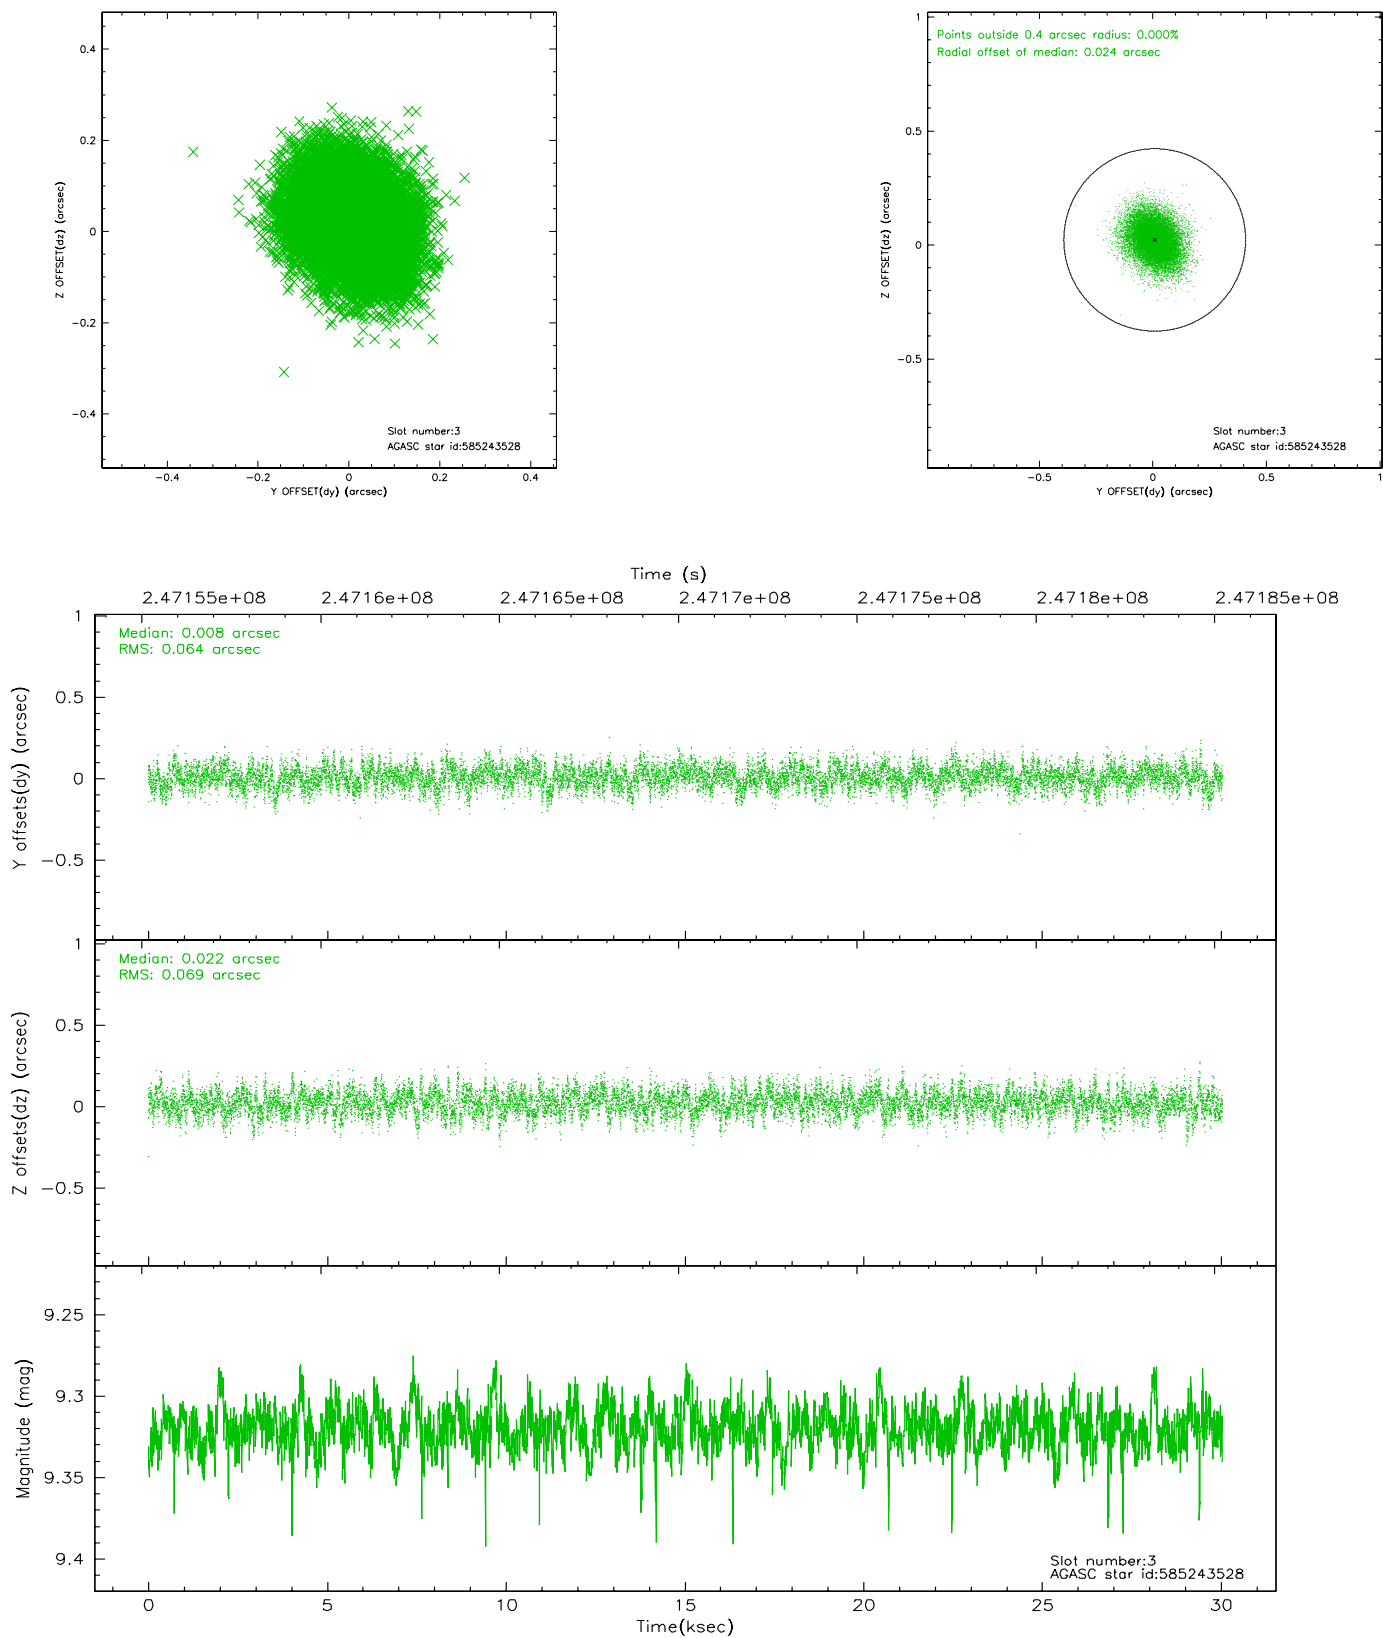 0.4
0.2
0
-0.2
-0.4
Z OFFSET(dz) (arcsec)
Slot number:3
AGASC star id:585243528
-0.4 -0.2 0 0.2 0.4
Y OFFSET(dy) (arcsec)
Points outside 0.4 arcsec radius: 0.000%
Radial offset of median: 0.024 arcsec
1
0.5
0
-0.5
Z OFFSET(dz) (arcsec)
Slot number:3
AGASC star id:585243528
-0.5 0 0.5 1
Y OFFSET(dy) (arcsec)
Time (s)
2.47155e+08 2.4716e+08 2.47165e+08 2.4717e+08 2.47175e+08 2.4718e+08 2.47185e+08
Median: 0.008 arcsec
RMS: 0.064 arcsec
1
0.5
0
-0.5
Y offsets(dy) (arcsec)
Median: 0.022 arcsec
RMS: 0.069 arcsec
1
0.5
0
-0.5
Z offsets(dz) (arcsec)
9.25
9.3
9.35
9.4
Magnitude (mag)
Slot number:3
AGASC star id:585243528
0 5 10 15 20 25 30
Time(ksec)